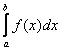 ∫_a^b f(x)dx